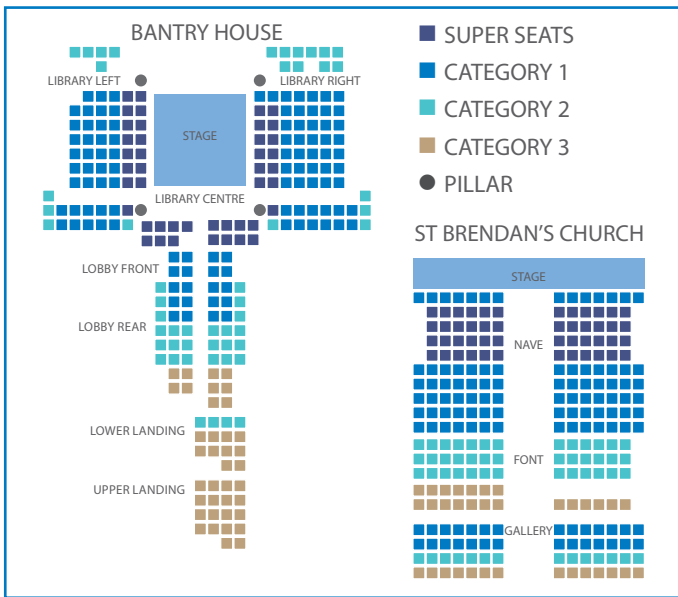 BANTRY HOUSE
LIBRARY LEFT
LIBRARY RIGHT
STAGE
LIBRARY CENTRE
LOBBY FRONT
LOBBY REAR
LOWER LANDING
UPPER LANDING
SUPER SEATS
CATEGORY 1
CATEGORY 2
CATEGORY 3
PILLAR
ST BRENDAN'S CHURCH
STAGE
NAVE
FONT
GALLERY